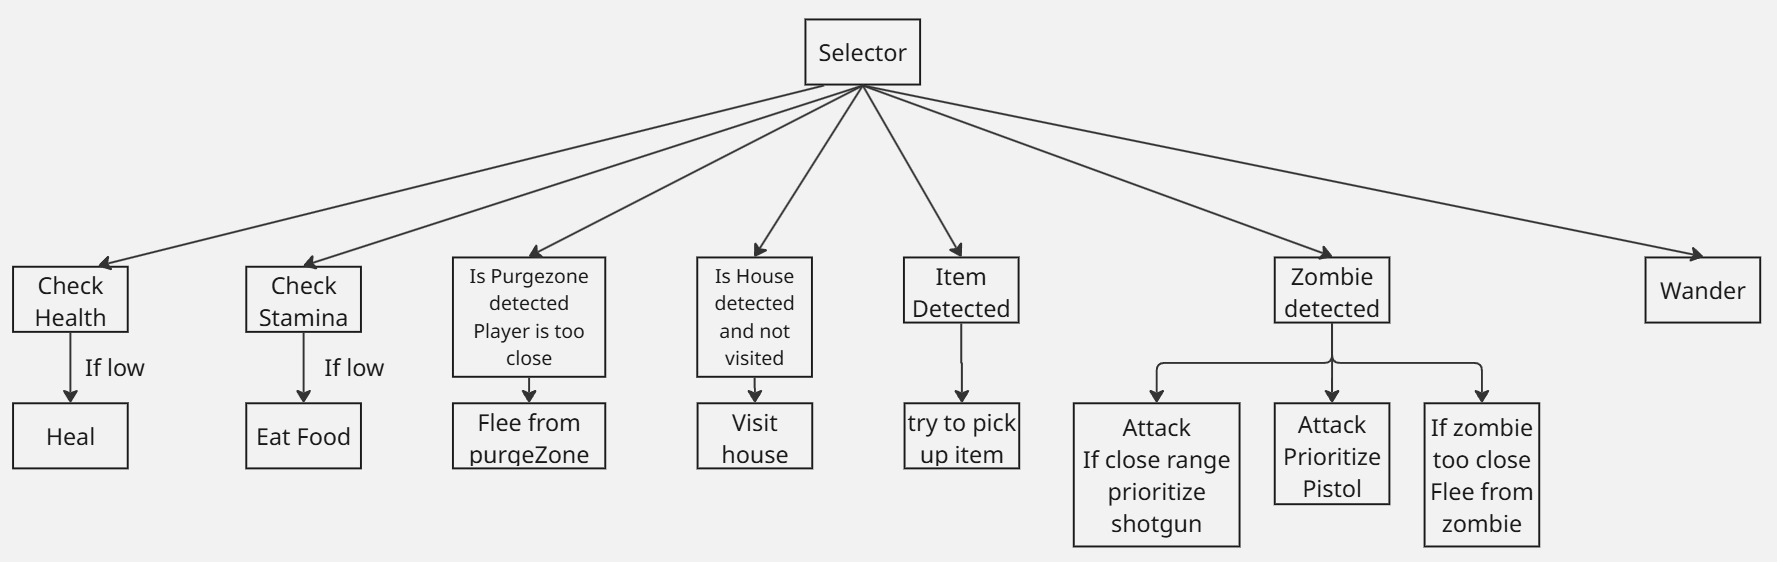 Selector
Check
Health
Check
Stamina
Is Purgezone
detected
Player is too
close
Is House
detected
and not
visited
Item
Detected
Zombie
detected
Wander
If low
If low
Heal
Eat Food
Flee from
purgeZone
Visit
house
try to pick
up item
Attack
If close range
prioritize
shotgun
Attack
Prioritize
Pistol
If zombie
too close
Flee from
zombie